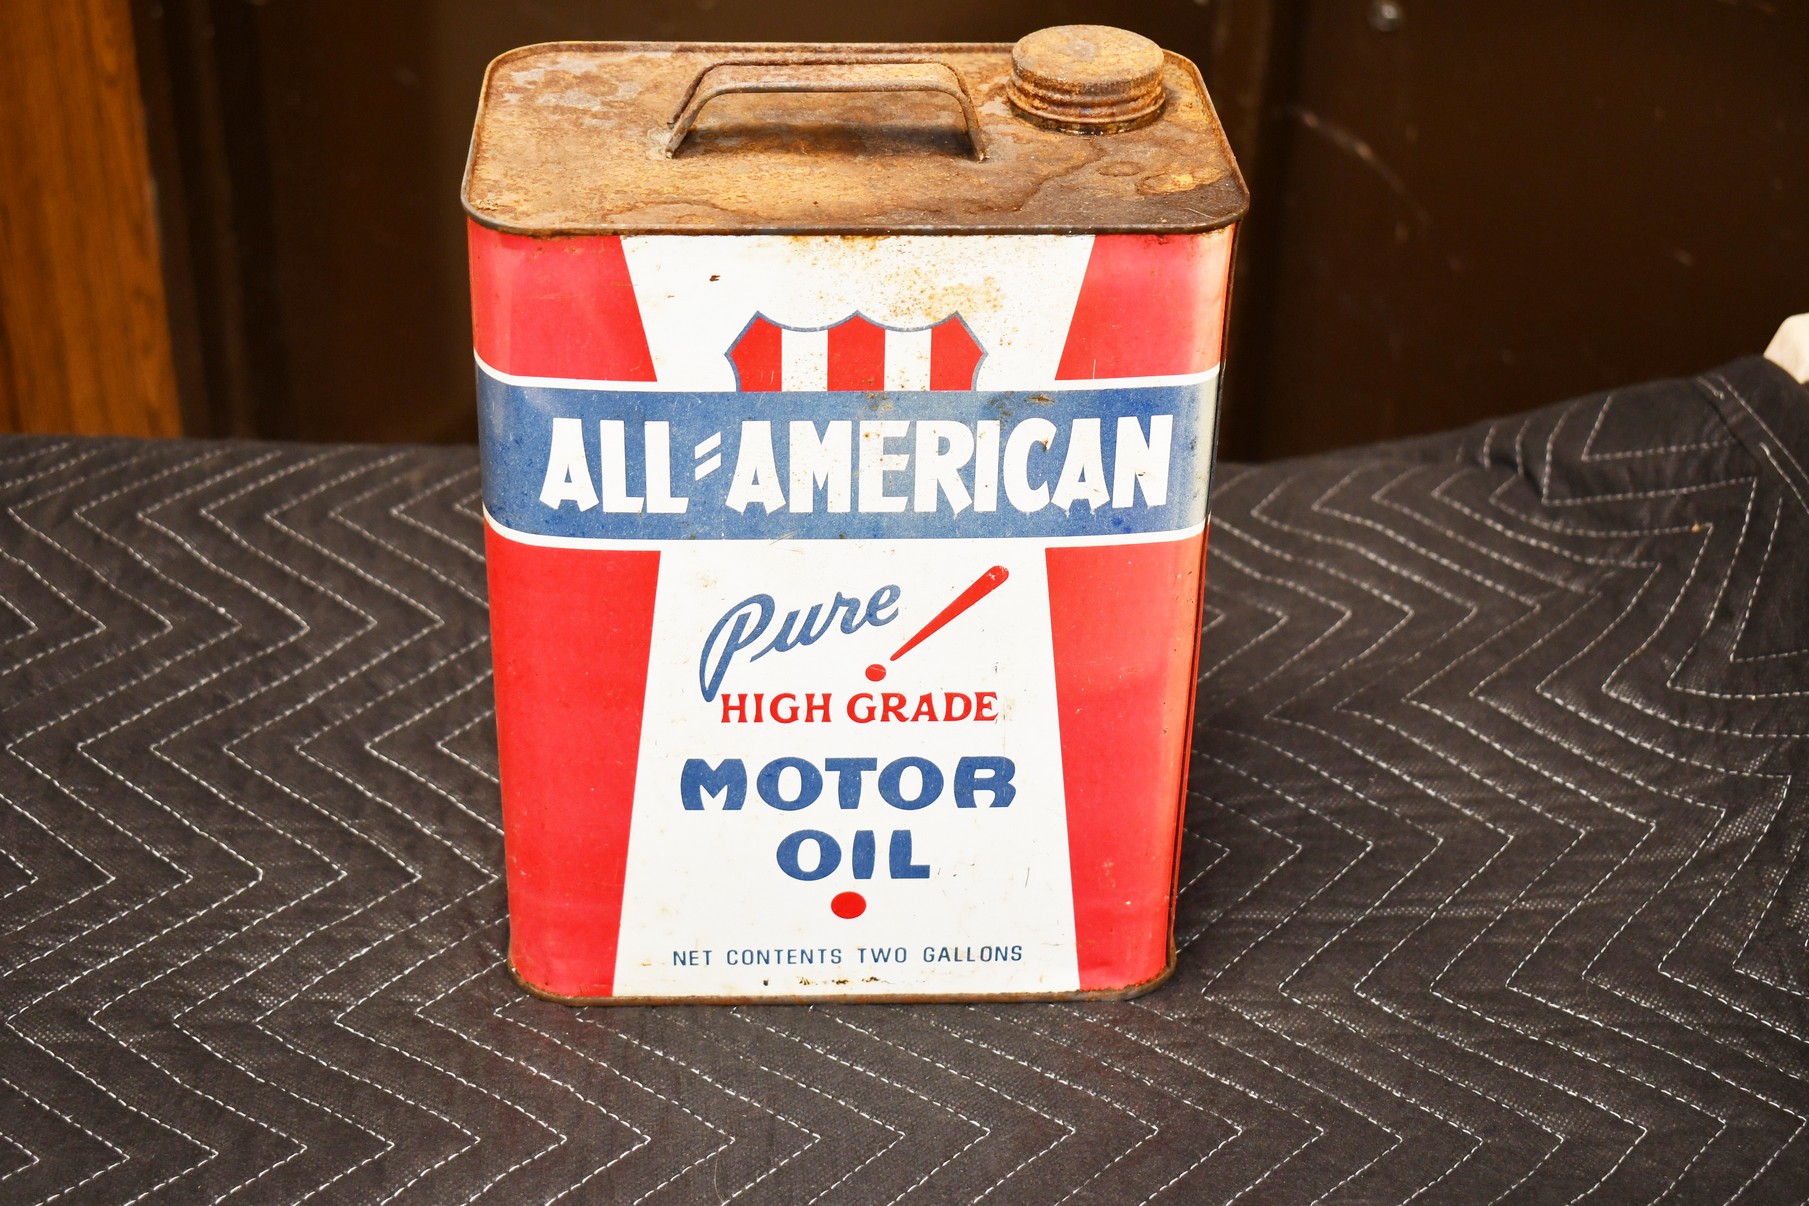 ALL-AMERICAN
Pure!
HIGH GRADE
MOTOR
OIL
NET CONTENTS TWO GALLONS